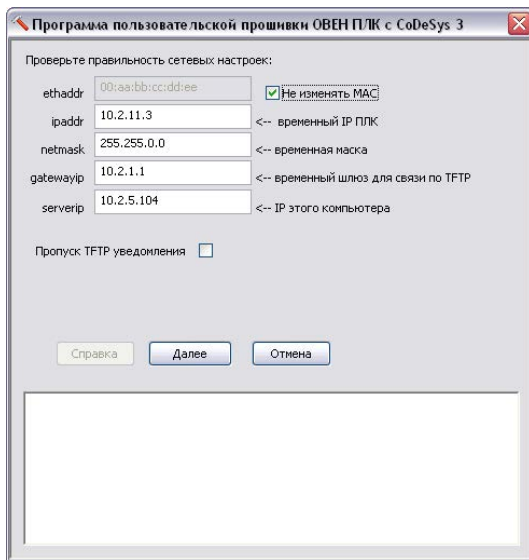 Программа пользовательской прошивки ОВЕН ПЛК с CoDeSys 3
Проверьте правильность сетевых настроек:
ethaddr 00:aa:bb:cc:dd:ee Не изменять MAC
ipaddr 10.2.11.3 <-- временный IP ПЛК
netmask 255.255.0.0 <-- временная маска
gatewayip 10.2.1.1 <-- временный шлюз для связи по TFTP
serverip 10.2.5.104 <-- IP этого компьютера
Пропуск TFTP уведомления
Справка Далее Отмена